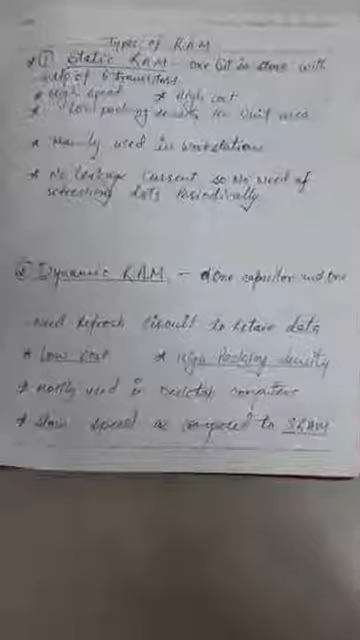 Types of RAM
* ① Static RAM - one bit is store with
help of 6 transistors
* High speed * High cost
* Low packing density per unit area
* Mainly used in workstations
* No leakage current so No need of
refreshing data Periodically
② Dynamic RAM - One capacitor and one
need Refresh Circuit to Retain data
* Low Cost * High Packing density
* mostly used in desktop computers
* Slow speed as compared to SRAM